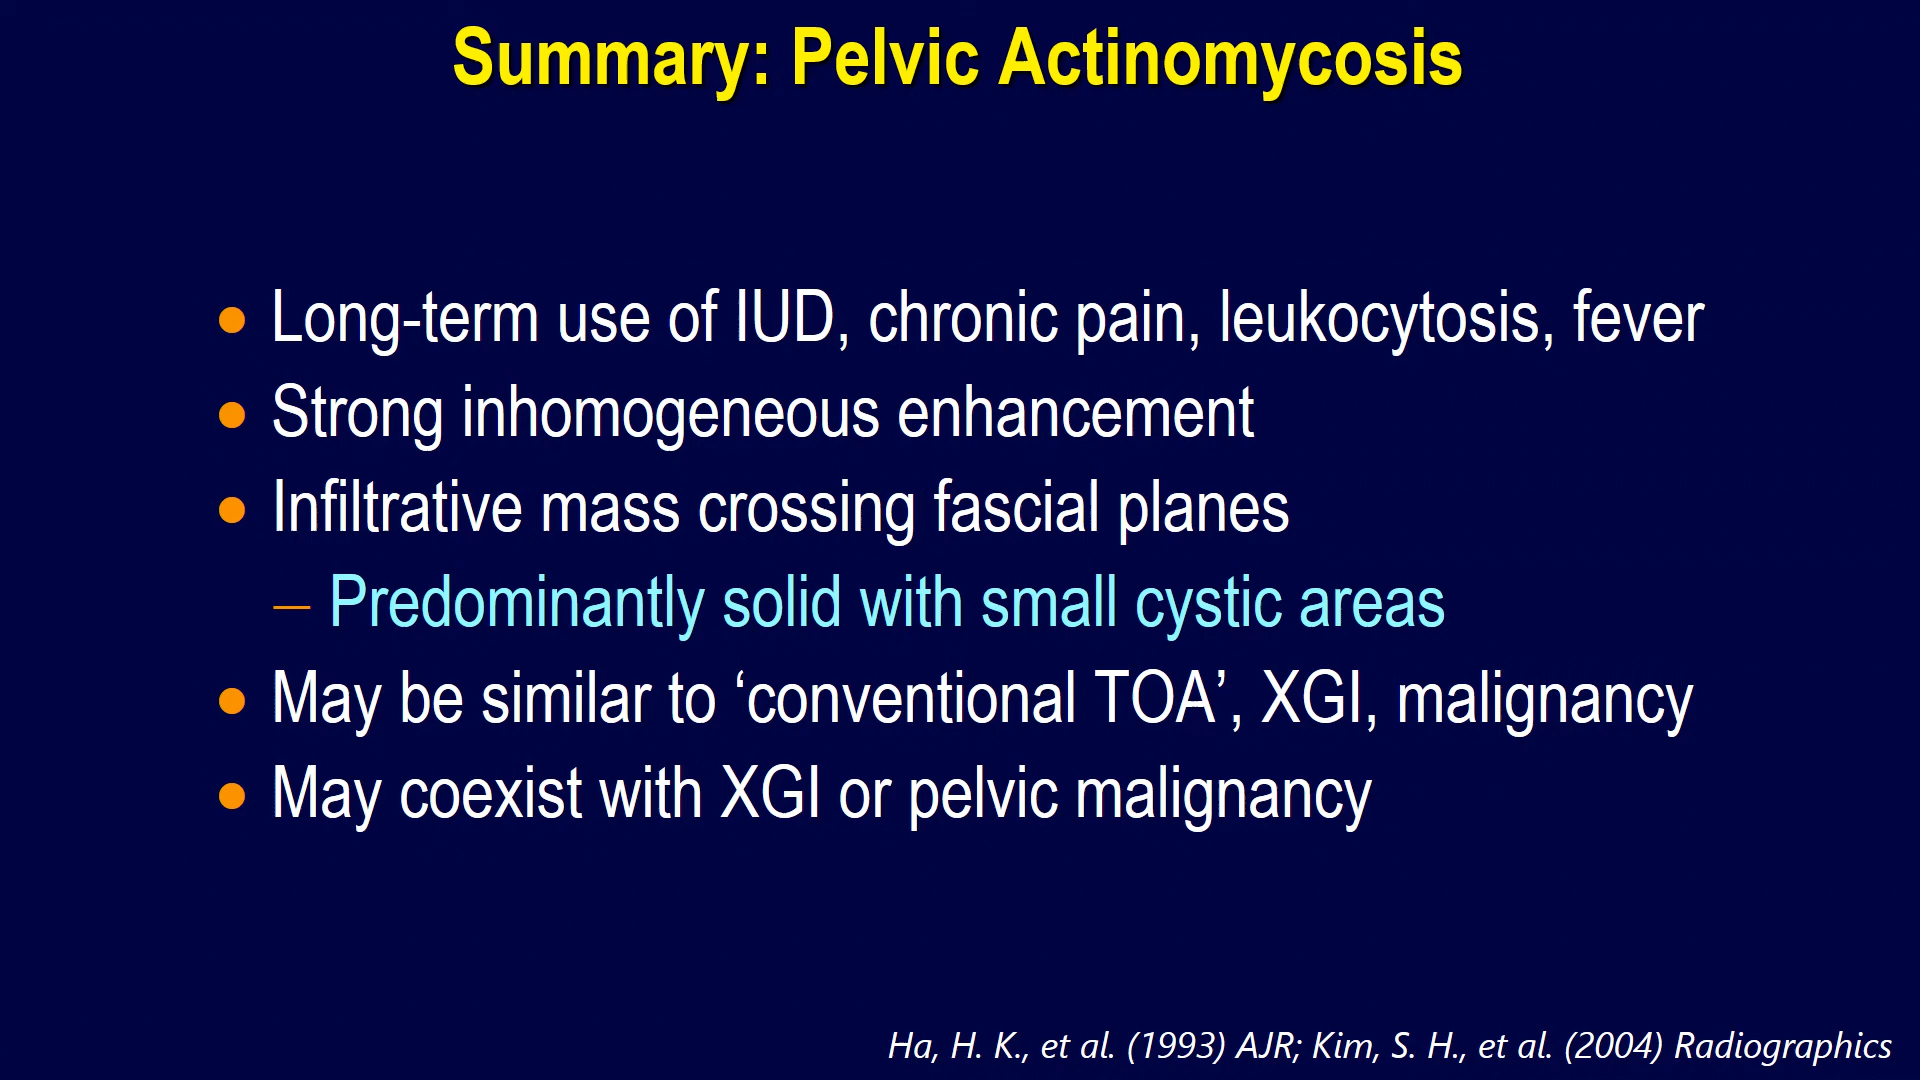 Summary: Pelvic Actinomycosis
• Long-term use of IUD, chronic pain, leukocytosis, fever
• Strong inhomogeneous enhancement
• Infiltrative mass crossing fascial planes
– Predominantly solid with small cystic areas
• May be similar to ‘conventional TOA’, XGI, malignancy
• May coexist with XGI or pelvic malignancy
Ha, H. K., et al. (1993) AJR; Kim, S. H., et al. (2004) Radiographics